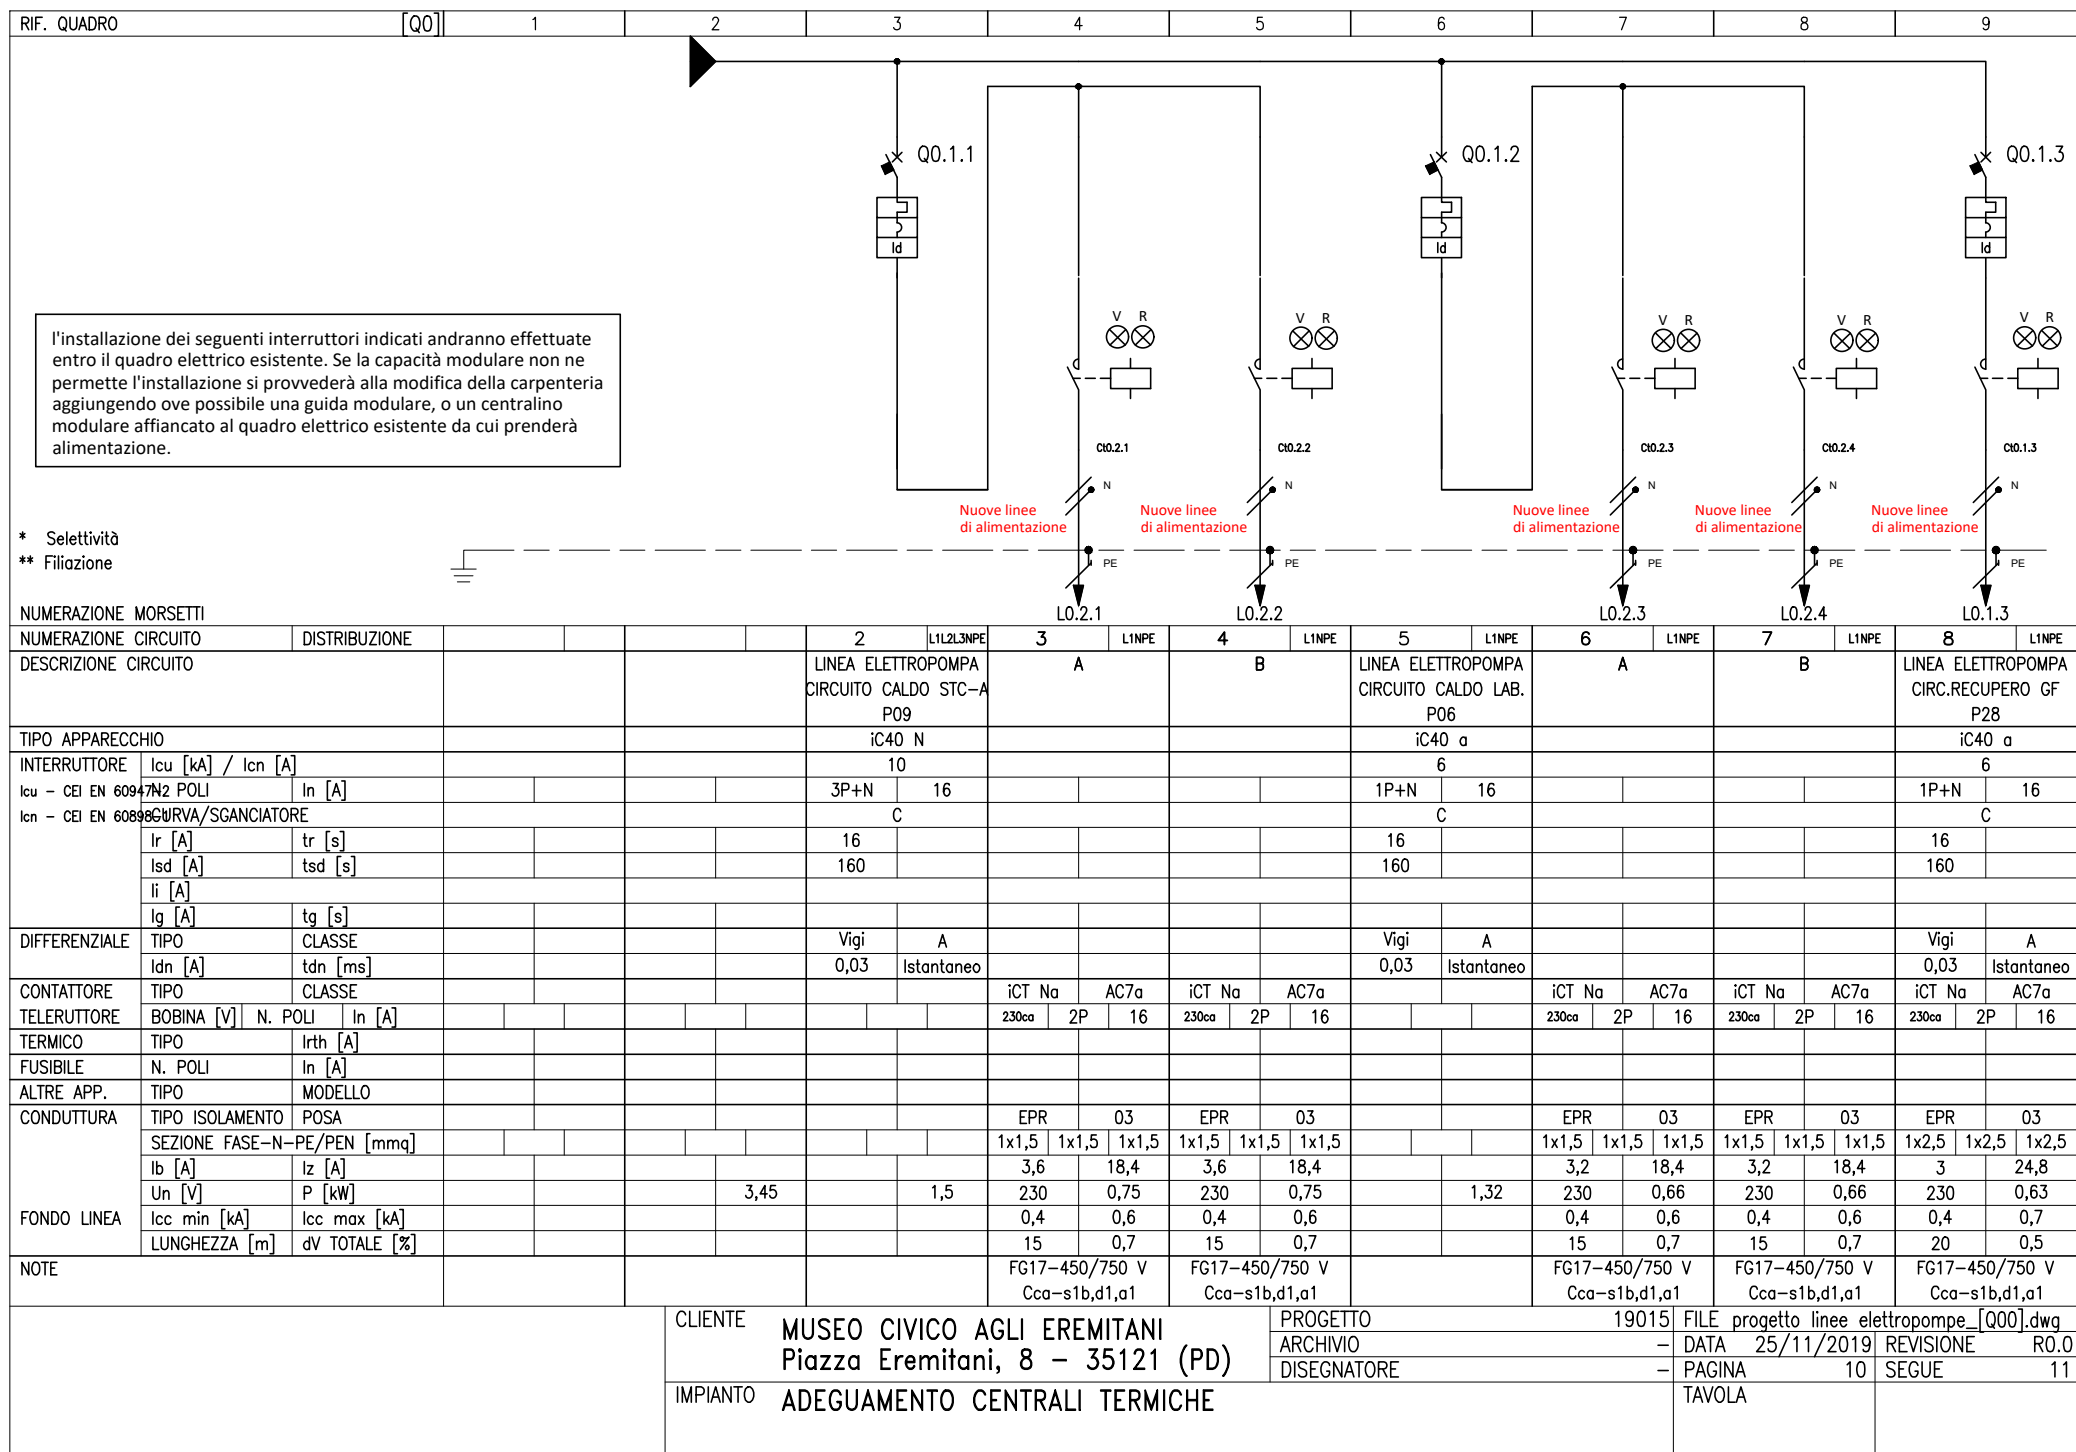 RIF. QUADRO [Q0] 1 2 3 4 5 6 7 8 9
Q0.1.1 Q0.1.2 Q0.1.3
V R V R V R V R V R
Id Id Id
l'installazione dei seguenti interruttori indicati andranno effettuate
entro il quadro elettrico esistente. Se la capacità modulare non ne
permette l'installazione si provvederà alla modifica della carpenteria
aggiungendo ove possibile una guida modulare, o un centralino
modulare affiancato al quadro elettrico esistente da cui prenderà
alimentazione.
Ct0.2.1 Ct0.2.2 Ct0.2.3 Ct0.2.4 Ct0.1.3
N N N N N
Nuove linee Nuove linee Nuove linee Nuove linee Nuove linee
di alimentazione di alimentazione di alimentazione di alimentazione di alimentazione
* Selettività
** Filiazione
PE PE PE PE PE
NUMERAZIONE MORSETTI L0.2.1 L0.2.2 L0.2.3 L0.2.4 L0.1.3
NUMERAZIONE CIRCUITO DISTRIBUZIONE 2 L1L2L3NPE 3 L1NPE 4 L1NPE 5 L1NPE 6 L1NPE 7 L1NPE 8 L1NPE
DESCRIZIONE CIRCUITO LINEA ELETTROPOMPA A B LINEA ELETTROPOMPA A B LINEA ELETTROPOMPA
CIRCUITO CALDO STC-A CIRCUITO CALDO LAB. CIRC.RECUPERO GF
P09 P06 P28
TIPO APPARECCHIO iC40 N iC40 a iC40 a
INTERRUTTORE Icu [kA] / Icn [A] 10 6 6
Icu - CEI EN 60947-2 N. POLI In [A] 3P+N 16 1P+N 16 1P+N 16
Icn - CEI EN 60898-1 CURVA/SGANCIATORE C C C
Ir [A] tr [s] 16 16 16
Isd [A] tsd [s] 160 160 160
Ii [A]
Ig [A] tg [s]
DIFFERENZIALE TIPO CLASSE Vigi A Vigi A Vigi A
Idn [A] tdn [ms] 0,03 Istantaneo 0,03 Istantaneo 0,03 Istantaneo
CONTATTORE TIPO CLASSE iCT Na AC7a iCT Na AC7a iCT Na AC7a iCT Na AC7a iCT Na AC7a
TELERUTTORE BOBINA [V] N. POLI In [A] 230ca 2P 16 230ca 2P 16 230ca 2P 16 230ca 2P 16 230ca 2P 16
TERMICO TIPO Irth [A]
FUSIBILE N. POLI In [A]
ALTRE APP. TIPO MODELLO
CONDUTTURA TIPO ISOLAMENTO POSA EPR 03 EPR 03 EPR 03 EPR 03 EPR 03
SEZIONE FASE-N-PE/PEN [mmq] 1x1,5 1x1,5 1x1,5 1x1,5 1x1,5 1x1,5 1x1,5 1x1,5 1x1,5 1x1,5 1x1,5 1x1,5 1x2,5 1x2,5 1x2,5
Ib [A] Iz [A] 3,6 18,4 3,6 18,4 3,2 18,4 3,2 18,4 3 24,8
Un [V] P [kW] 3,45 1,5 230 0,75 230 0,75 1,32 230 0,66 230 0,66 230 0,63
FONDO LINEA Icc min [kA] Icc max [kA] 0,4 0,6 0,4 0,6 0,4 0,6 0,4 0,6 0,4 0,7
LUNGHEZZA [m] dV TOTALE [%] 15 0,7 15 0,7 15 0,7 15 0,7 20 0,5
NOTE FG17-450/750 V FG17-450/750 V FG17-450/750 V FG17-450/750 V FG17-450/750 V
Cca-s1b,d1,a1 Cca-s1b,d1,a1 Cca-s1b,d1,a1 Cca-s1b,d1,a1 Cca-s1b,d1,a1
CLIENTE MUSEO CIVICO AGLI EREMITANI
Piazza Eremitani, 8 - 35121 (PD)
PROGETTO 19015 FILE progetto linee elettropompe_[Q00].dwg
ARCHIVIO - DATA 25/11/2019 REVISIONE R0.0
DISEGNATORE - PAGINA 10 SEGUE 11
IMPIANTO ADEGUAMENTO CENTRALI TERMICHE TAVOLA